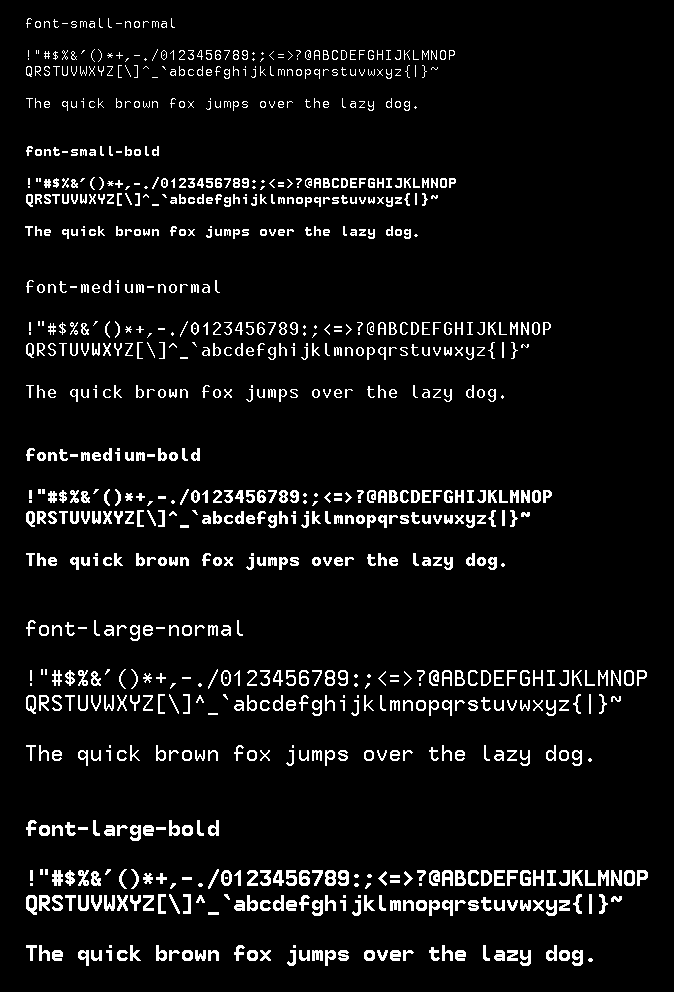 font-small-normal
!"#$%&´()*+,-./0123456789:;<=>?@ABCDEFGHIJKLMNOP
QRSTUVWXYZ[\]^_`abcdefghijklmnopqrstuvwxyz{|}~
The quick brown fox jumps over the lazy dog.
font-small-bold
!"#$%&´()*+,-./0123456789:;<=>?@ABCDEFGHIJKLMNOP
QRSTUVWXYZ[\]^_`abcdefghijklmnopqrstuvwxyz{|}~
The quick brown fox jumps over the lazy dog.
font-medium-normal
!"#$%&´()*+,-./0123456789:;<=>?@ABCDEFGHIJKLMNOP
QRSTUVWXYZ[\]^_`abcdefghijklmnopqrstuvwxyz{|}~
The quick brown fox jumps over the lazy dog.
font-medium-bold
!"#$%&´()*+,-./0123456789:;<=>?@ABCDEFGHIJKLMNOP
QRSTUVWXYZ[\]^_`abcdefghijklmnopqrstuvwxyz{|}~
The quick brown fox jumps over the lazy dog.
font-large-normal
!"#$%&´()*+,-./0123456789:;<=>?@ABCDEFGHIJKLMNOP
QRSTUVWXYZ[\]^_`abcdefghijklmnopqrstuvwxyz{|}~
The quick brown fox jumps over the lazy dog.
font-large-bold
!"#$%&´()*+,-./0123456789:;<=>?@ABCDEFGHIJKLMNOP
QRSTUVWXYZ[\]^_`abcdefghijklmnopqrstuvwxyz{|}~
The quick brown fox jumps over the lazy dog.